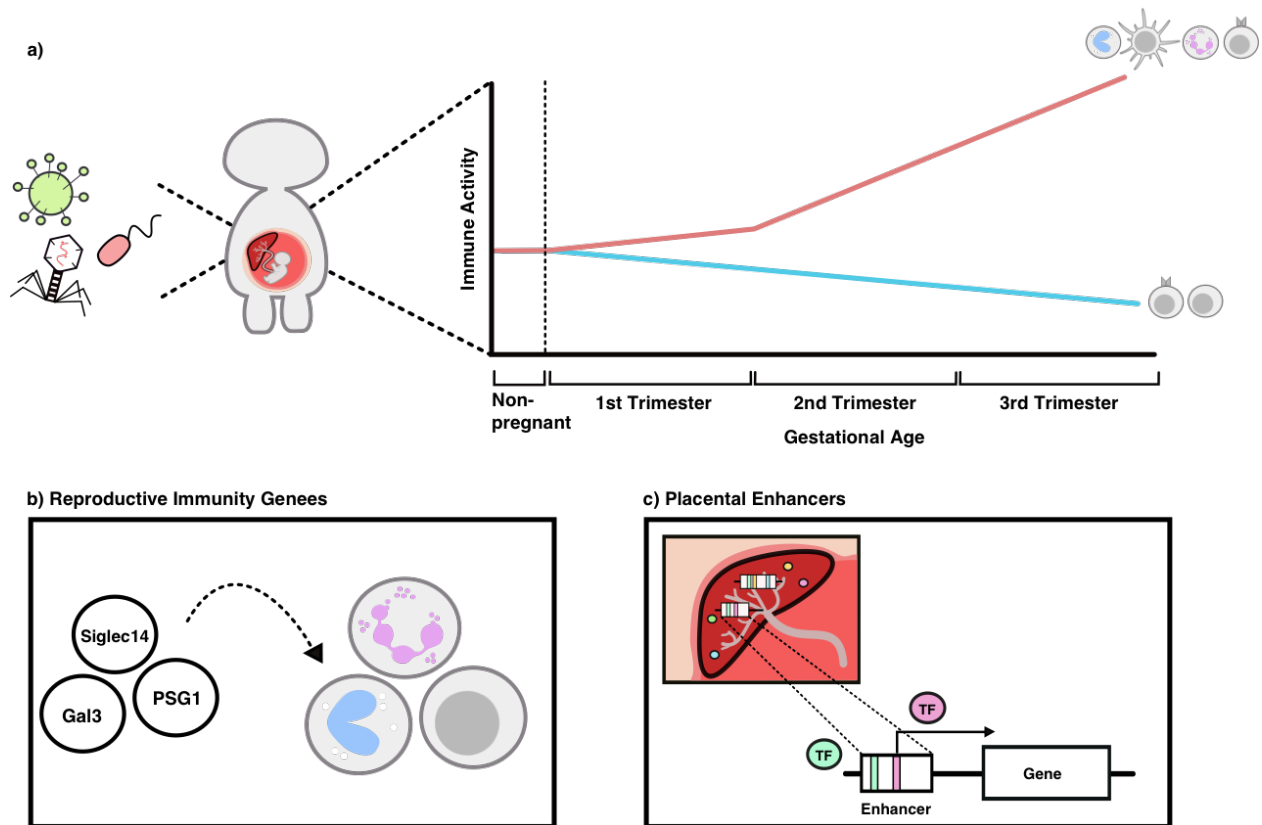 a)
Immune Activity
Non-
pregnant
1st Trimester
2nd Trimester
3rd Trimester
Gestational Age
b) Reproductive Immunity Genees
Siglec14
Gal3
PSG1
c) Placental Enhancers
TF
TF
Gene
Enhancer